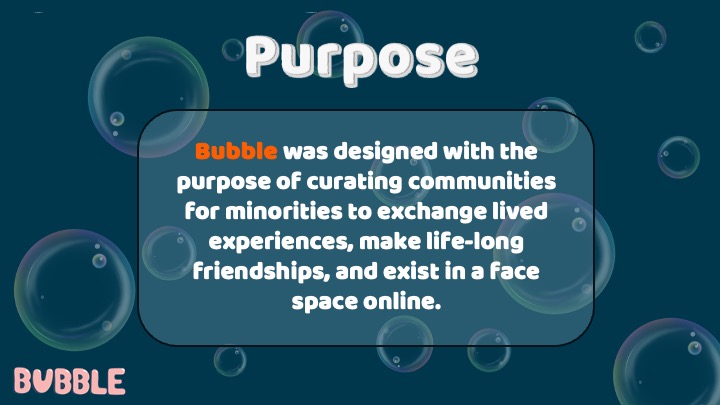 Purpose
Bubble was designed with the
purpose of curating communities
for minorities to exchange lived
experiences, make life-long
friendships, and exist in a face
space online.
BUBBLE